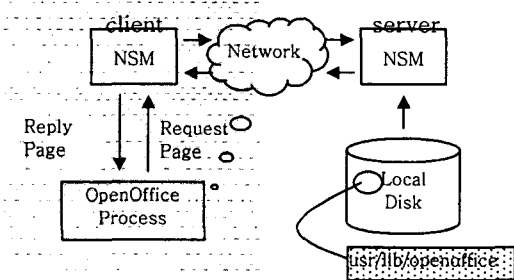 client
server
NSM
Network
NSM
Reply
Page
Request
Page
OpenOffice
Process
Local
Disk
usr/lib/openoffice